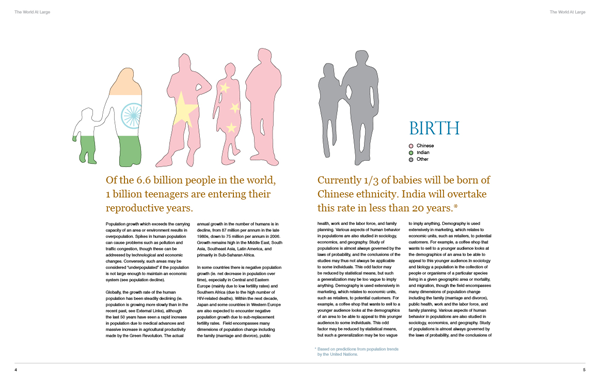 The World At Large
The World At Large
BIRTH
Chinese
Indian
Other
Of the 6.6 billion people in the world,
1 billion teenagers are entering their
reproductive years.
Currently 1/3 of babies will be born of
Chinese ethnicity. India will overtake
this rate in less than 20 years.*
Population growth which exceeds the carrying
capacity of an area or environment results in
overpopulation. Spikes in human population
can cause problems such as pollution and
traffic congestion, though these can be
addressed by technological and economic
changes. Conversely, such areas may be
considered "underpopulated" if the population
is not large enough to maintain an economic
system (see population decline).
Globally, the growth rate of the human
population has been steadily declining (ie.
population is growing more slowly than in the
recent past, see External Links), although
the last 50 years have seen a rapid increase
in population due to medical advances and
massive increase in agricultural productivity
made by the Green Revolution. The actual
annual growth in the number of humans is in
decline, from 87 million per annum in the late
1980s, down to 75 million per annum in 2006.
Growth remains high in the Middle East, South
Asia, Southeast Asia, Latin America, and
primarily in Sub-Saharan Africa.
In some countries there is negative population
growth (ie. net decrease in population over
time), especially in Central and Eastern
Europe (mainly due to low fertility rates) and
Southern Africa (due to the high number of
HIV-related deaths). Within the next decade,
Japan and some countries in Western Europe
are also expected to encounter negative
population growth due to sub-replacement
fertility rates. Field encompasses many
dimensions of population change including
the family (marriage and divorce), public
health, work and the labor force, and family
planning. Various aspects of human behavior
in populations are also studied in sociology,
economics, and geography. Study of
populations is almost always governed by the
laws of probability, and the conclusions of the
studies may thus not always be applicable
to some individuals. This odd factor may
be reduced by statistical means, but such
a generalization may be too vague to imply
anything. Demography is used extensively in
marketing, which relates to economic units,
such as retailers, to potential customers. For
example, a coffee shop that wants to sell to a
younger audience looks at the demographics
of an area to be able to appeal to this younger
audience to some individuals. This odd
factor may be reduced by statistical means,
but such a generalization may be too vague
to imply anything. Demography is used
extensively in marketing, which relates to
economic units, such as retailers, to potential
customers. For example, a coffee shop that
wants to sell to a younger audience looks at
the demographics of an area to be able to
appeal to this younger audience In sociology
and biology a population is the collection of
people or organisms of a particular species
living in a given geographic area or mortality,
and migration, though the field encompasses
many dimensions of population change
including the family (marriage and divorce),
public health, work and the labor force, and
family planning. Various aspects of human
behavior in populations are also studied in
sociology, economics, and geography. Study
of populations is almost always governed by
the laws of probability, and the conclusions of
* Based on predictions from population trends
by the United Nations
4
5